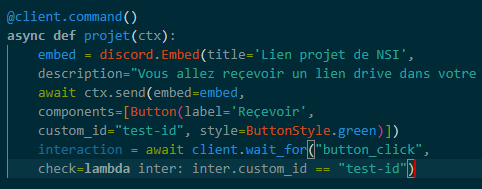 @client.command()
async def projet(ctx):
embed = discord.Embed(title='Lien projet de NSI',
description="Vous allez reçevoir un lien drive dans votre
await ctx.send(embed=embed,
components=[Button(label='Reçevoir',
custom_id="test-id", style=ButtonStyle.green)])
interaction = await client.wait_for("button_click",
check=lambda inter: inter.custom_id == "test-id")